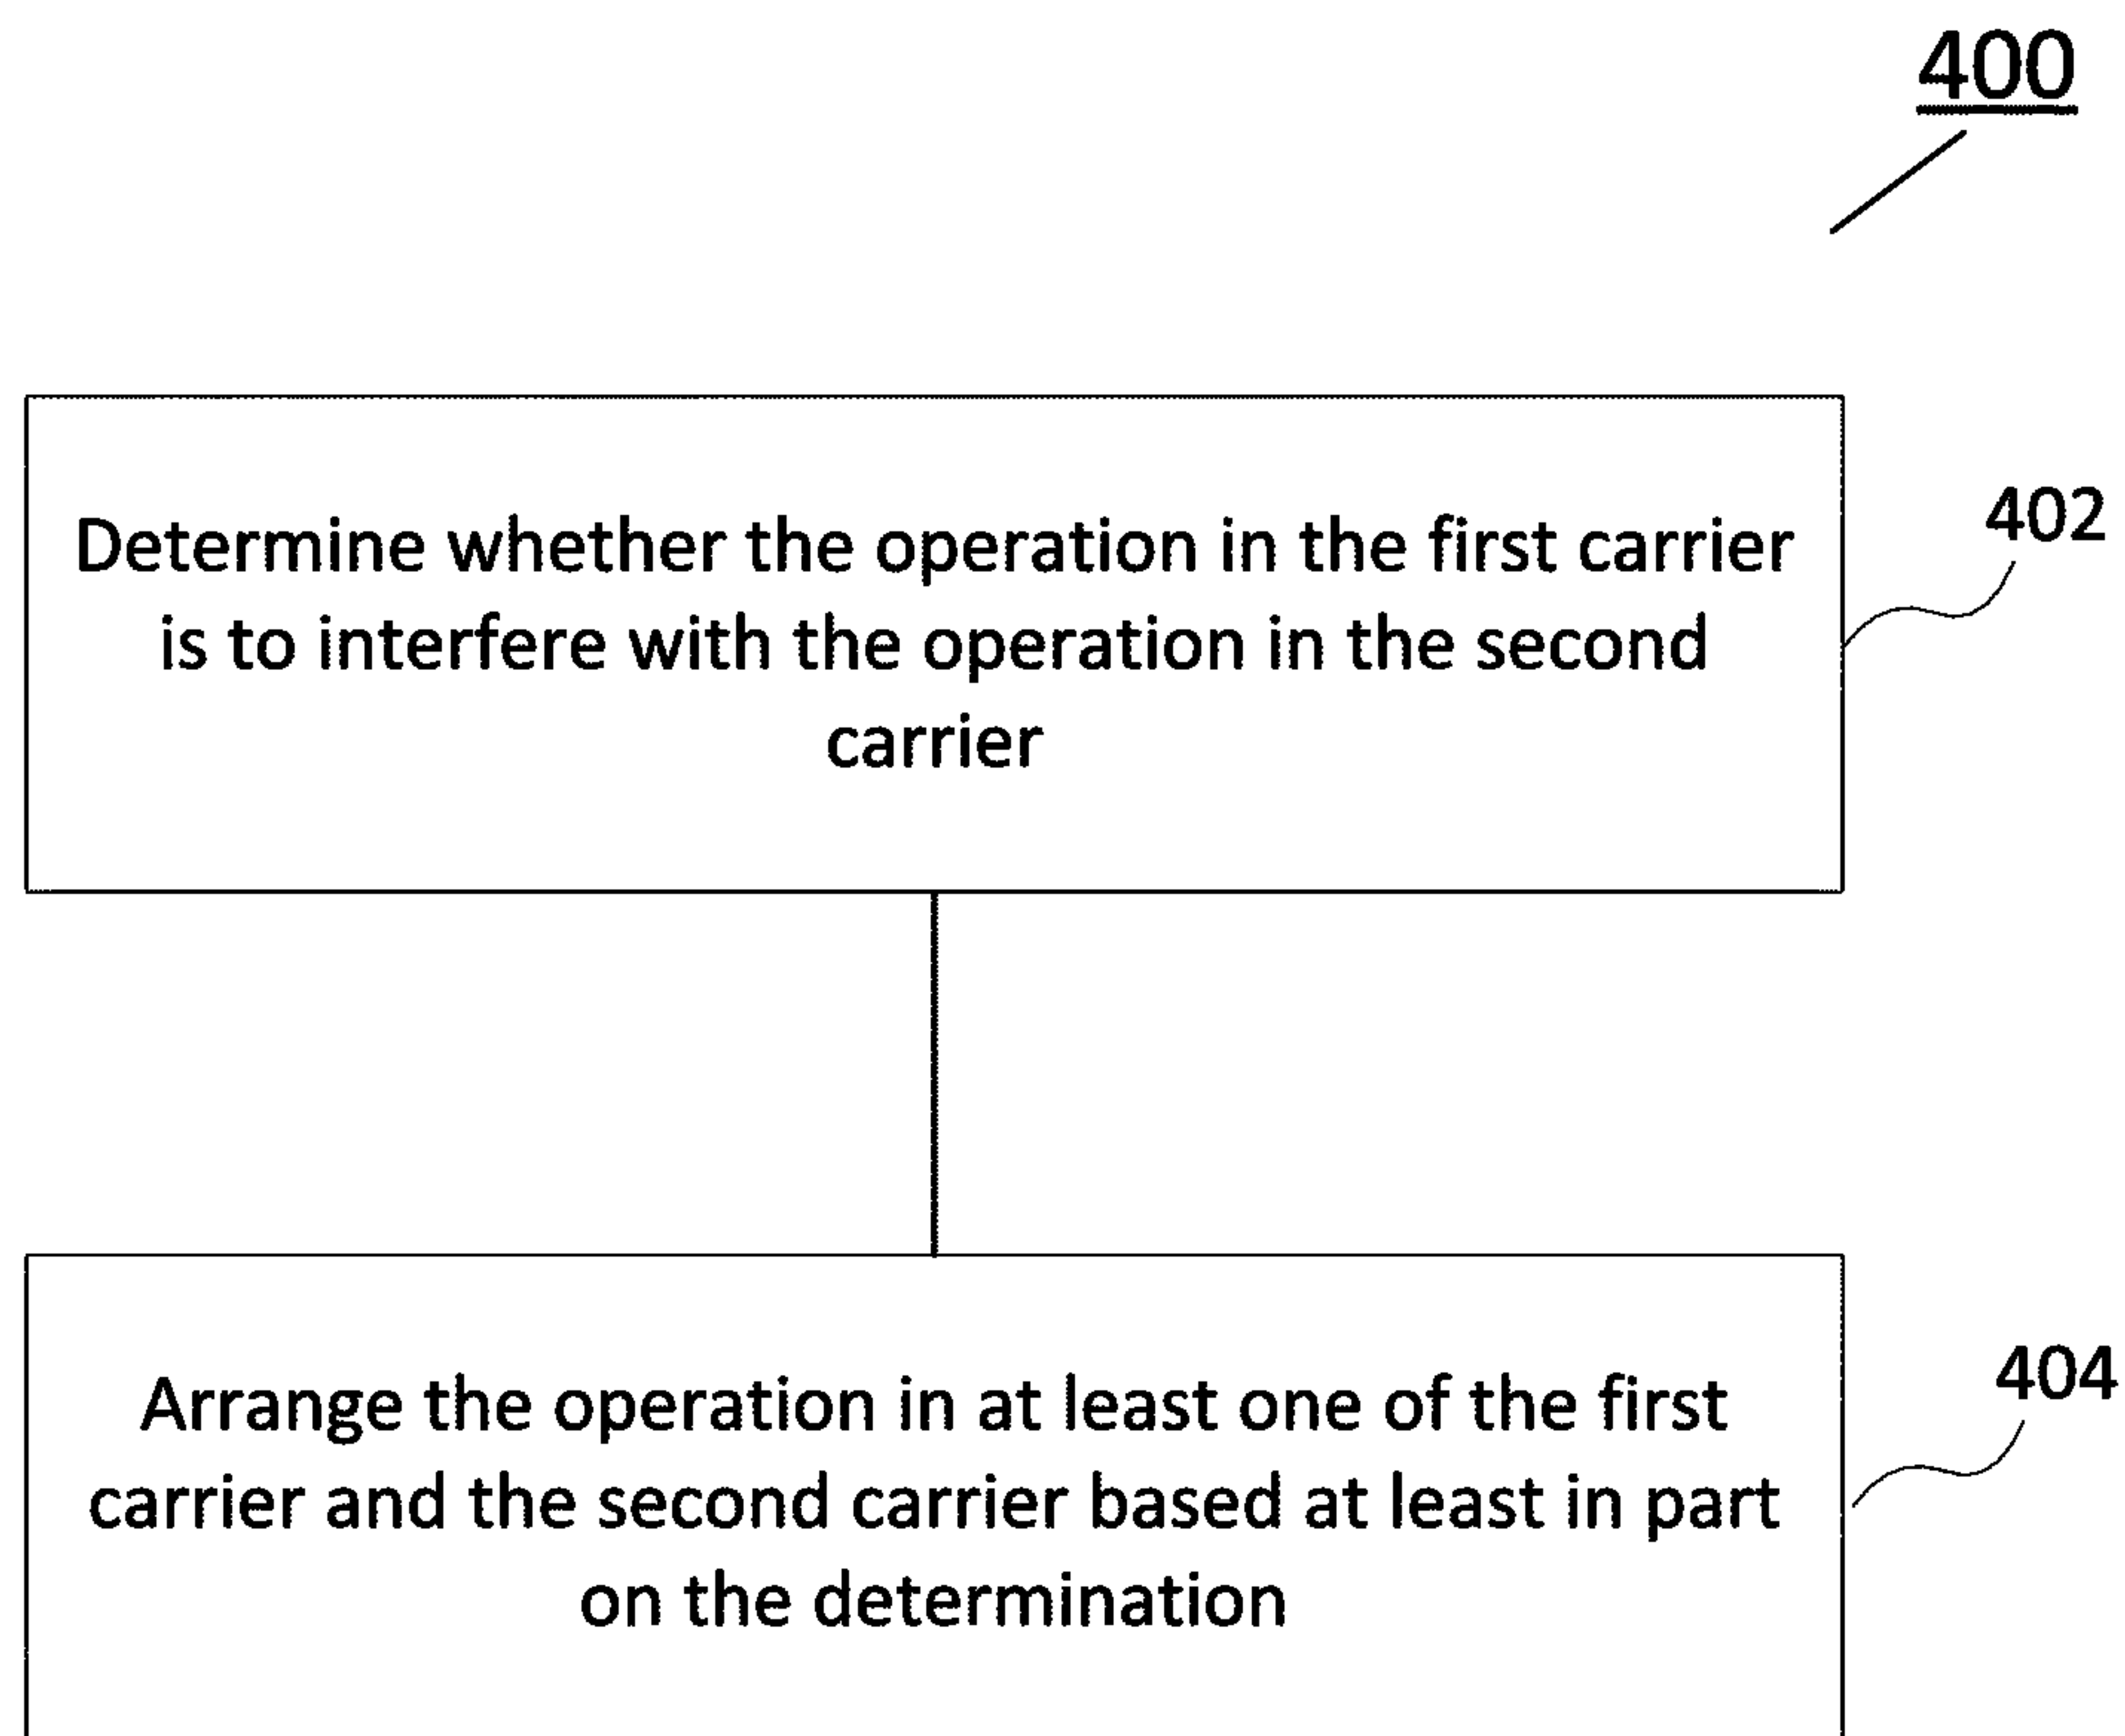 400
Determine whether the operation in the first carrier
402
is to interfere with the operation in the second
carrier
Arrange the operation in at least one of the first
404
carrier and the second carrier based at least in part
on the determination